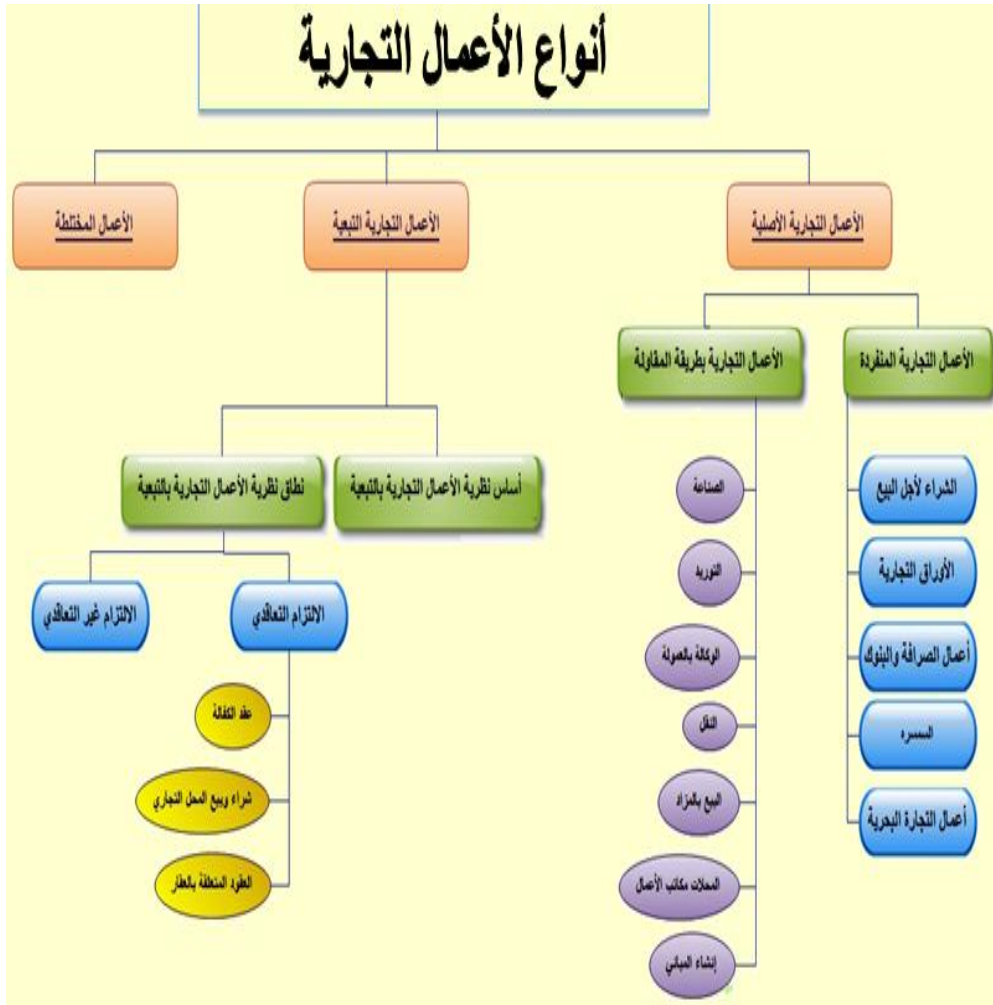 أنواع الأعمال التجارية
الأعمال التجارية الأصلية
الأعمال التجارية التبعية
الأعمال المختلطة
الأعمال التجارية المنفردة
الأعمال التجارية بطريقة المقاولة
أساس نظرية الأعمال التجارية بالتبعية
نطاق نظرية الأعمال التجارية بالتبعية
الشراء لأجل البيع
الأوراق التجارية
أعمال الصرافة والبنوك
السمسره
أعمال التجارة البحرية
الصناعة
التوريد
الوكالة بالعمولة
النقل
البيع بالمزاد
المحلات مكاتب الأعمال
إنشاء المباني
الالتزام التعاقدي
الالتزام غير التعاقدي
عقد الكفالة
شراء وبيع المحل التجاري
العقود المتعلقة بالعقار